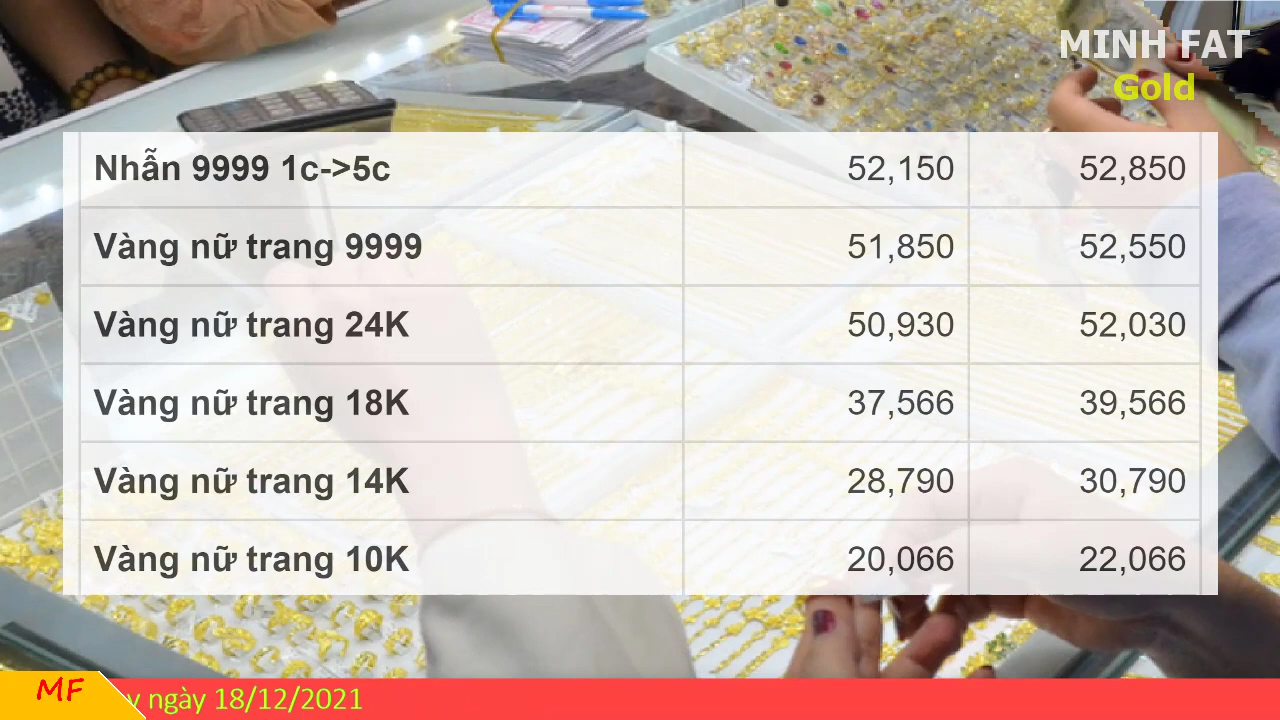 MINH FAT
Gold
Nhẫn 9999 1c->5c 52,150 52,850
Vàng nữ trang 9999 51,850 52,550
Vàng nữ trang 24K 50,930 52,030
Vàng nữ trang 18K 37,566 39,566
Vàng nữ trang 14K 28,790 30,790
Vàng nữ trang 10K 20,066 22,066
MF
ngày 18/12/2021